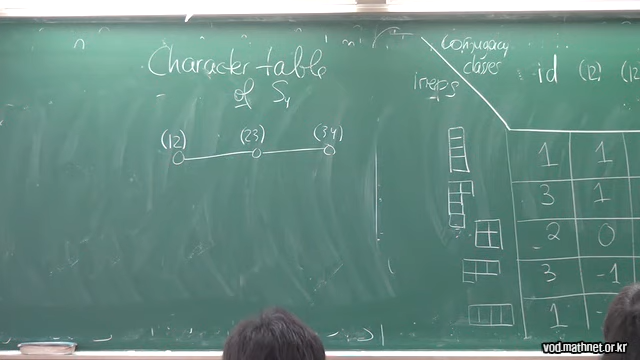 Character table
of S4
(12) (23) (34)
conjugacy
classes
irreps
id (12) (12
1 1
3 1
2 0
3 -1
1 -
vod.mathnet.or.kr